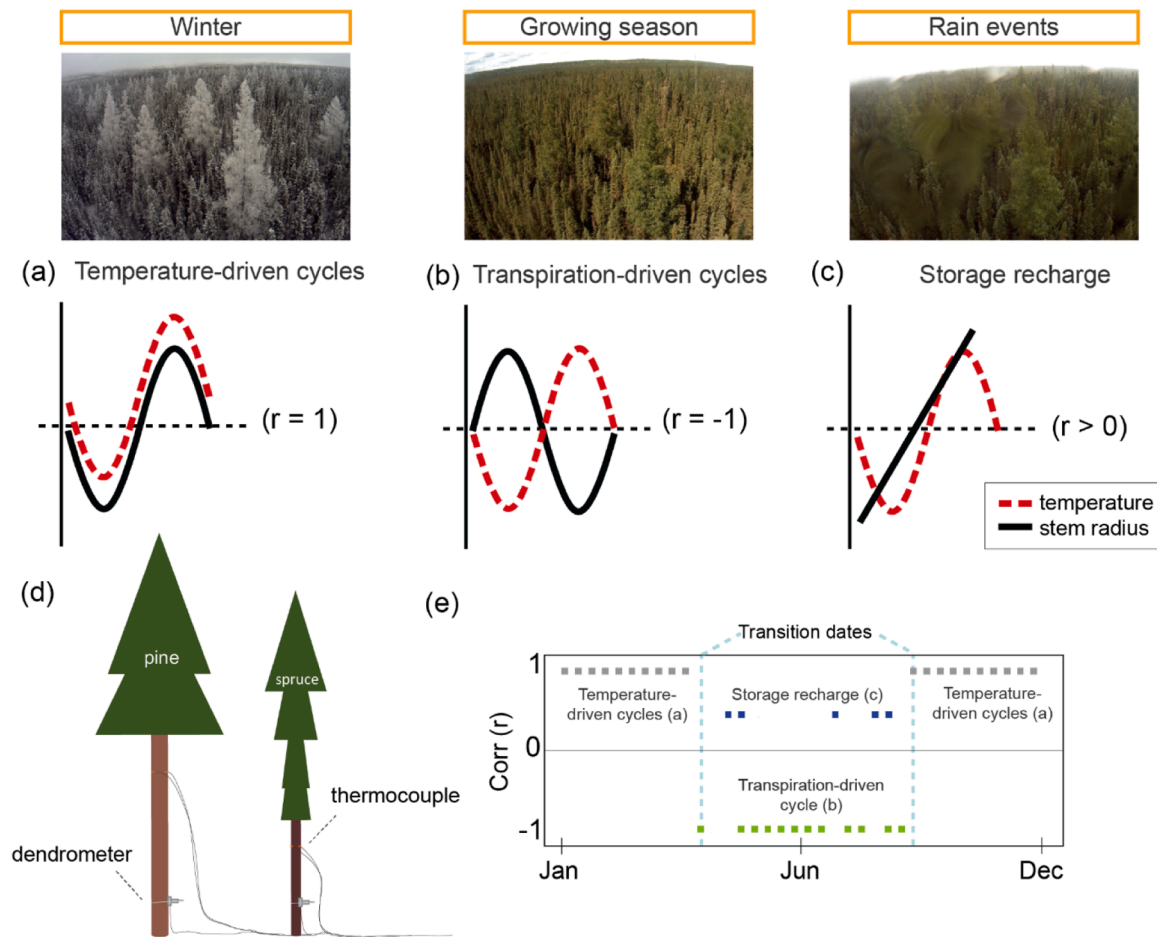 Winter
Growing season
Rain events
(a)
Temperature-driven cycles
(b)
Transpiration-driven cycles
(c)
Storage recharge
(r = 1)
(r = -1)
(r > 0)
temperature
stem radius
(d)
pine
spruce
thermocouple
dendrometer
(e)
Transition dates
1
Temperature-
driven cycles (a)
Storage recharge (c)
Temperature-
driven cycles (a)
Corr (r)
0
Transpiration-driven
cycle (b)
-1
Jan
Jun
Dec